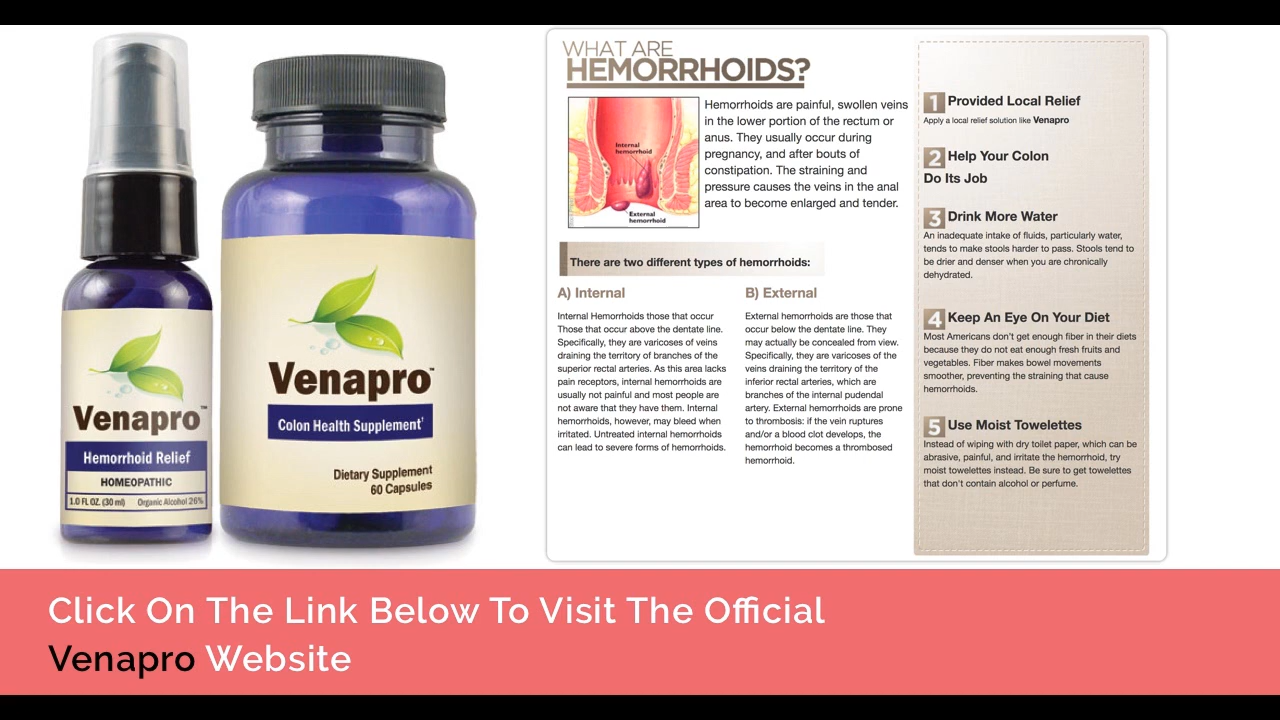 Venapro™
Hemorrhoid Relief
HOMEOPATHIC
1.0 FL OZ. (30 ml) Organic Alcohol 26%
Venapro™
Colon Health Supplement†
Dietary Supplement
60 Capsules
WHAT ARE
HEMORRHOIDS?
Internal
hemorrhoid
External
hemorrhoid
Hemorrhoids are painful, swollen veins
in the lower portion of the rectum or
anus. They usually occur during
pregnancy, and after bouts of
constipation. The straining and
pressure causes the veins in the anal
area to become enlarged and tender.
There are two different types of hemorrhoids:
A) Internal
Internal Hemorrhoids those that occur
Those that occur above the dentate line.
Specifically, they are varicoses of veins
draining the territory of branches of the
superior rectal arteries. As this area lacks
pain receptors, internal hemorrhoids are
usually not painful and most people are
not aware that they have them. Internal
hemorrhoids, however, may bleed when
irritated. Untreated internal hemorrhoids
can lead to severe forms of hemorrhoids.
B) External
External hemorrhoids are those that
occur below the dentate line. They
may actually be concealed from view.
Specifically, they are varicoses of the
veins draining the territory of the
inferior rectal arteries, which are
branches of the internal pudendal
artery. External hemorrhoids are prone
to thrombosis: if the vein ruptures
and/or a blood clot develops, the
hemorrhoid becomes a thrombosed
hemorrhoid.
1 Provided Local Relief
Apply a local relief solution like Venapro
2 Help Your Colon
Do Its Job
3 Drink More Water
An inadequate intake of fluids, particularly water,
tends to make stools harder to pass. Stools tend to
be drier and denser when you are chronically
dehydrated.
4 Keep An Eye On Your Diet
Most Americans don't get enough fiber in their diets
because they do not eat enough fresh fruits and
vegetables. Fiber makes bowel movements
smoother, preventing the straining that cause
hemorrhoids.
5 Use Moist Towelettes
Instead of wiping with dry toilet paper, which can be
abrasive, painful, and irritate the hemorrhoid, try
moist towelettes instead. Be sure to get towelettes
that don't contain alcohol or perfume.
Click On The Link Below To Visit The Official
Venapro Website